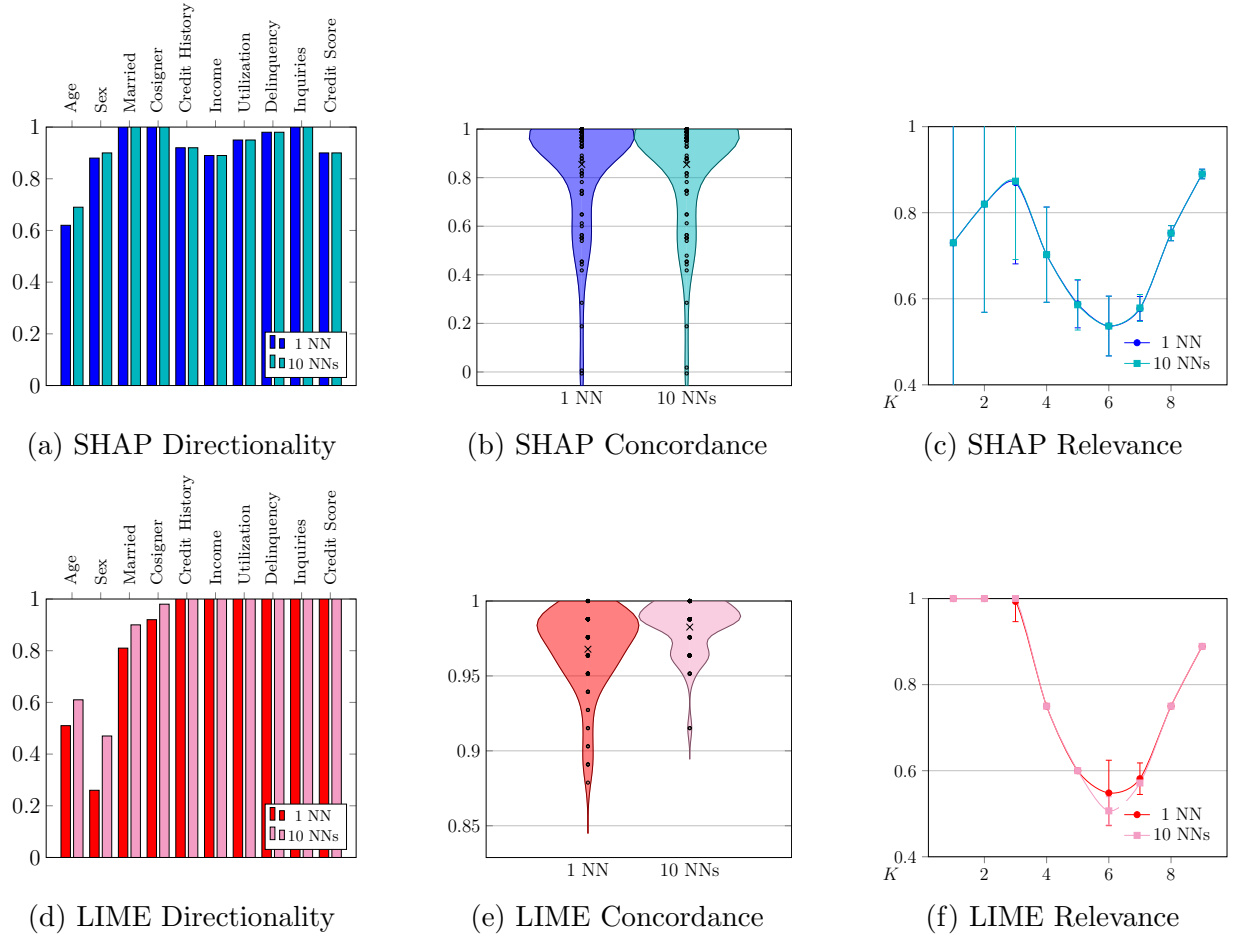 Age
Sex
Married
Cosigner
Credit History
Income
Utilization
Delinquency
Inquiries
Credit Score
1
0.8
0.6
0.4
0.2
0
1 NN
10 NNs
(a) SHAP Directionality
1
0.8
0.6
0.4
0.2
0
1 NN 10 NNs
(b) SHAP Concordance
1
0.8
0.6
0.4
K 2 4 6 8
1 NN
10 NNs
(c) SHAP Relevance
Age
Sex
Married
Cosigner
Credit History
Income
Utilization
Delinquency
Inquiries
Credit Score
1
0.8
0.6
0.4
0.2
0
1 NN
10 NNs
(d) LIME Directionality
1
0.95
0.9
0.85
1 NN 10 NNs
(e) LIME Concordance
1
0.8
0.6
0.4
K 2 4 6 8
1 NN
10 NNs
(f) LIME Relevance